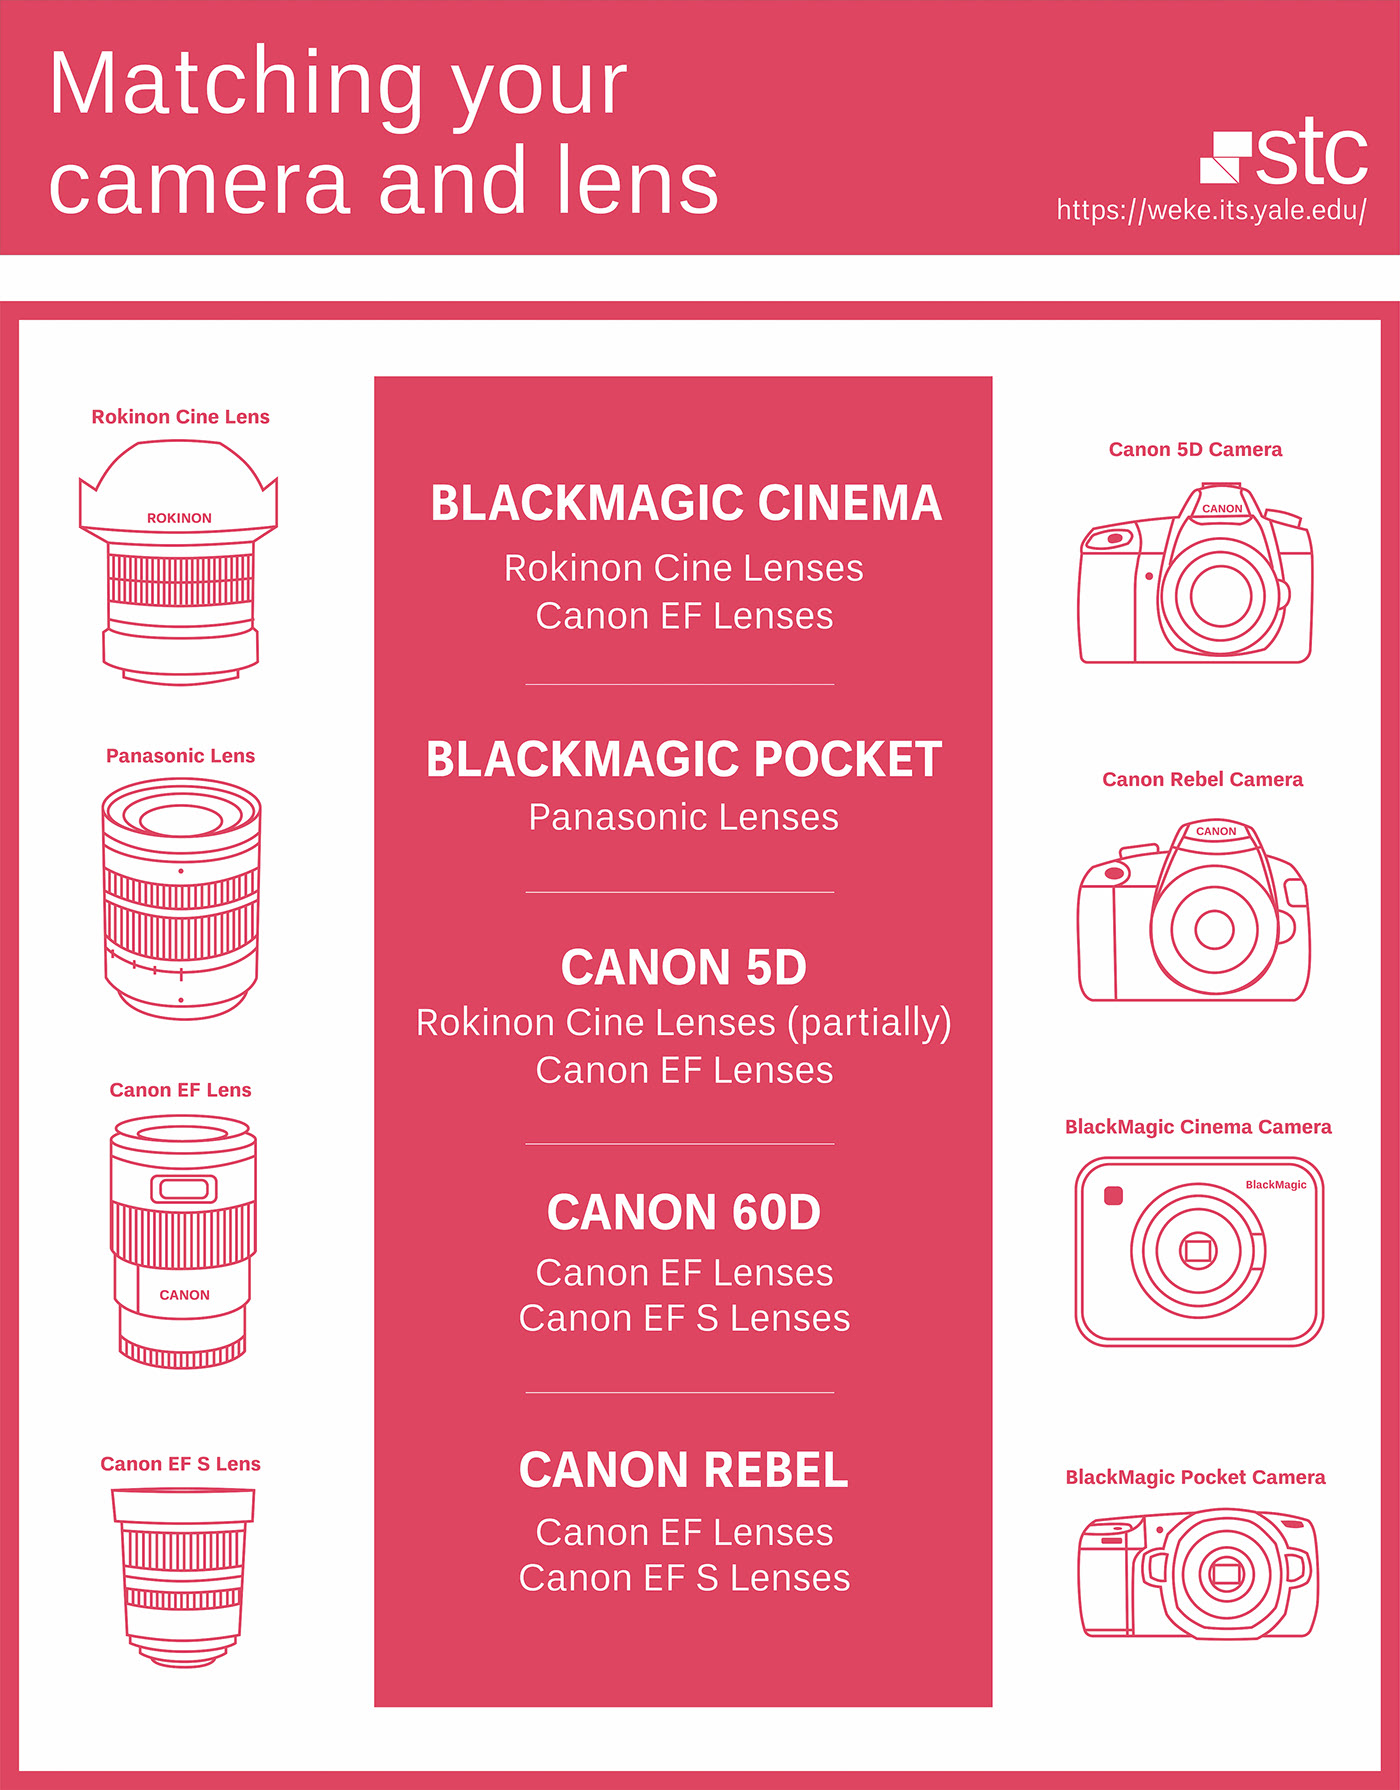 Matching your
camera and lens
stc
https://weke.its.yale.edu/
Rokinon Cine Lens
ROKINON
Panasonic Lens
Canon EF Lens
CANON
Canon EF S Lens
BLACKMAGIC CINEMA
Rokinon Cine Lenses
Canon EF Lenses
BLACKMAGIC POCKET
Panasonic Lenses
CANON 5D
Rokinon Cine Lenses (partially)
Canon EF Lenses
CANON 60D
Canon EF Lenses
Canon EF S Lenses
CANON REBEL
Canon EF Lenses
Canon EF S Lenses
Canon 5D Camera
CANON
Canon Rebel Camera
CANON
BlackMagic Cinema Camera
BlackMagic
BlackMagic Pocket Camera